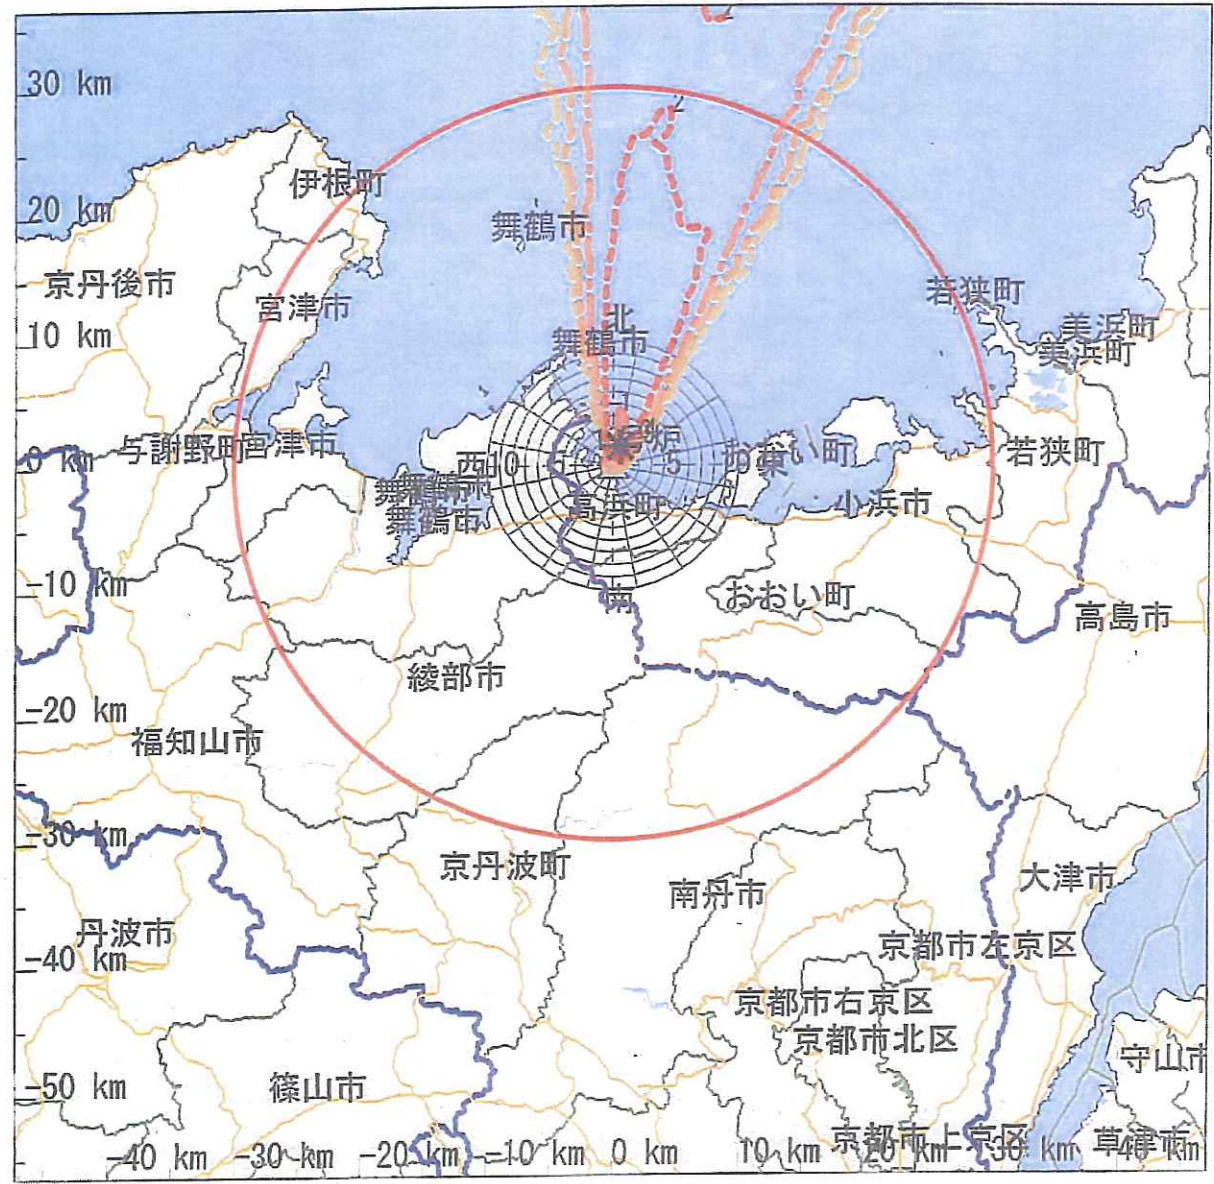 2
30 km
2
伊根町
20 km
舞鶴市
京丹後市
若狭町
宮津市
北
10 km
舞鶴市
美浜町
美浜町
与謝野町
宮津市
0 km
西
5
おおい町
東
若狭町
舞鶴市
舞鶴市
高浜町
小浜市
-10 km
南
おおい町
高島市
綾部市
-20 km
福知山市
-30 km
京丹波町
南丹市
大津市
丹波市
京都市左京区
-40 km
京都市右京区
京都市北区
守山市
-50 km
篠山市
京都市上京区
草津市
-40 km
-30 km
-20 km
-10 km
0 km
10 km
20 km
30 km
40 km